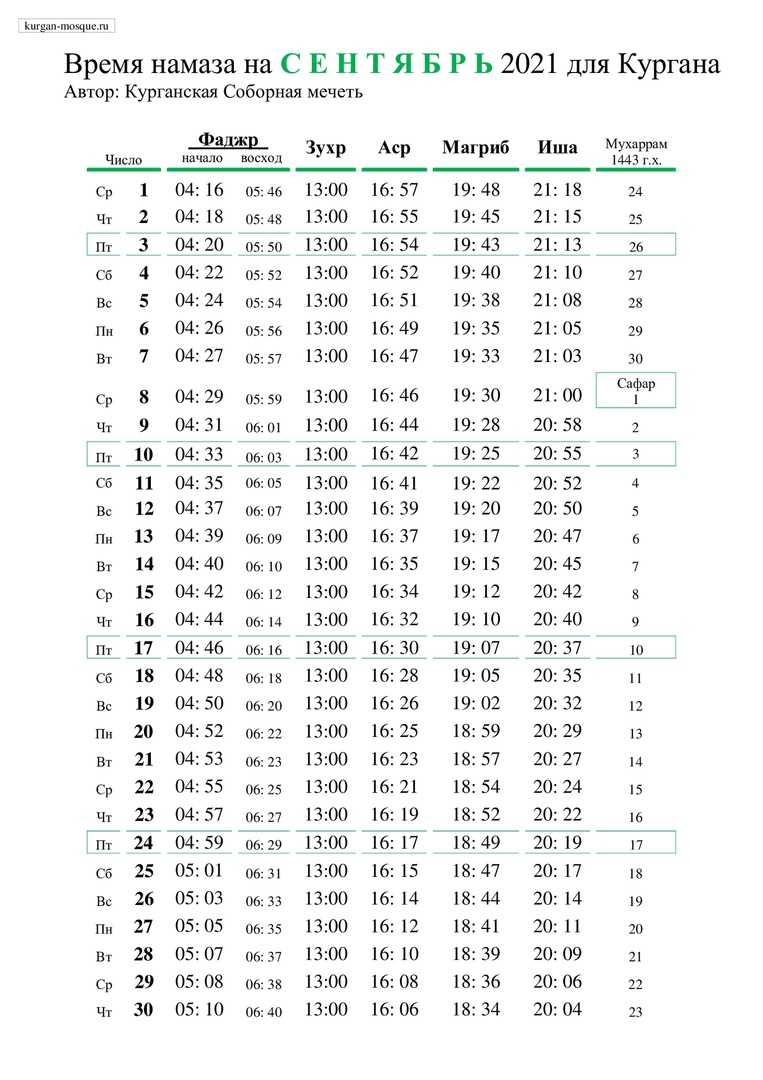 kurgan-mosque.ru
Время намаза на С Е Н Т Я Б Р Ь 2021 для Кургана
Автор: Курганская Соборная мечеть
Число Фаджр начало восход Зухр Аср Магриб Иша Мухаррам 1443 г.х.
Ср 1 04: 16 05: 46 13:00 16: 57 19: 48 21: 18 24
Чт 2 04: 18 05: 48 13:00 16: 55 19: 45 21: 15 25
Пт 3 04: 20 05: 50 13:00 16: 54 19: 43 21: 13 26
Сб 4 04: 22 05: 52 13:00 16: 52 19: 40 21: 10 27
Вс 5 04: 24 05: 54 13:00 16: 51 19: 38 21: 08 28
Пн 6 04: 26 05: 56 13:00 16: 49 19: 35 21: 05 29
Вт 7 04: 27 05: 57 13:00 16: 47 19: 33 21: 03 30
Сафар
Ср 8 04: 29 05: 59 13:00 16: 46 19: 30 21: 00 1
Чт 9 04: 31 06: 01 13:00 16: 44 19: 28 20: 58 2
Пт 10 04: 33 06: 03 13:00 16: 42 19: 25 20: 55 3
Сб 11 04: 35 06: 05 13:00 16: 41 19: 22 20: 52 4
Вс 12 04: 37 06: 07 13:00 16: 39 19: 20 20: 50 5
Пн 13 04: 39 06: 09 13:00 16: 37 19: 17 20: 47 6
Вт 14 04: 40 06: 10 13:00 16: 35 19: 15 20: 45 7
Ср 15 04: 42 06: 12 13:00 16: 34 19: 12 20: 42 8
Чт 16 04: 44 06: 14 13:00 16: 32 19: 10 20: 40 9
Пт 17 04: 46 06: 16 13:00 16: 30 19: 07 20: 37 10
Сб 18 04: 48 06: 18 13:00 16: 28 19: 05 20: 35 11
Вс 19 04: 50 06: 20 13:00 16: 26 19: 02 20: 32 12
Пн 20 04: 52 06: 22 13:00 16: 25 18: 59 20: 29 13
Вт 21 04: 53 06: 23 13:00 16: 23 18: 57 20: 27 14
Ср 22 04: 55 06: 25 13:00 16: 21 18: 54 20: 24 15
Чт 23 04: 57 06: 27 13:00 16: 19 18: 52 20: 22 16
Пт 24 04: 59 06: 29 13:00 16: 17 18: 49 20: 19 17
Сб 25 05: 01 06: 31 13:00 16: 15 18: 47 20: 17 18
Вс 26 05: 03 06: 33 13:00 16: 14 18: 44 20: 14 19
Пн 27 05: 05 06: 35 13:00 16: 12 18: 41 20: 11 20
Вт 28 05: 07 06: 37 13:00 16: 10 18: 39 20: 09 21
Ср 29 05: 08 06: 38 13:00 16: 08 18: 36 20: 06 22
Чт 30 05: 10 06: 40 13:00 16: 06 18: 34 20: 04 23